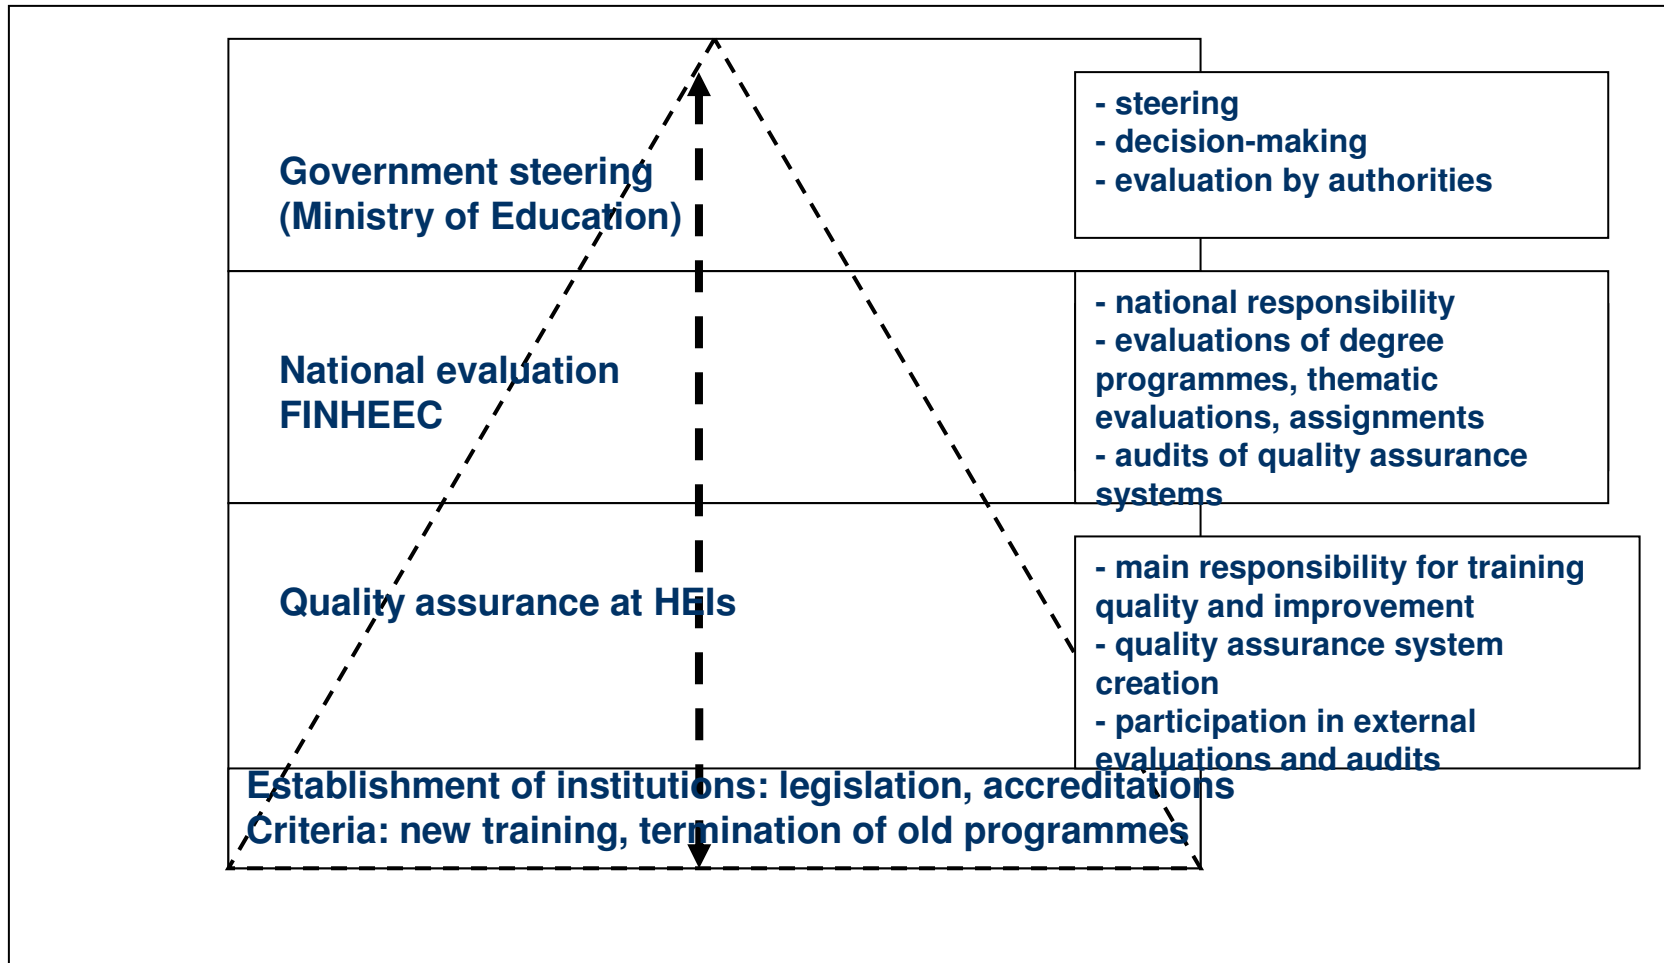 Government steering
(Ministry of Education)
- steering
- decision-making
- evaluation by authorities
National evaluation
FINHEEC
- national responsibility
- evaluations of degree
programmes, thematic
evaluations, assignments
- audits of quality assurance
systems
Quality assurance at HEIs
- main responsibility for training
quality and improvement
- quality assurance system
creation
- participation in external
evaluations and audits
Establishment of institutions: legislation, accreditations
Criteria: new training, termination of old programmes